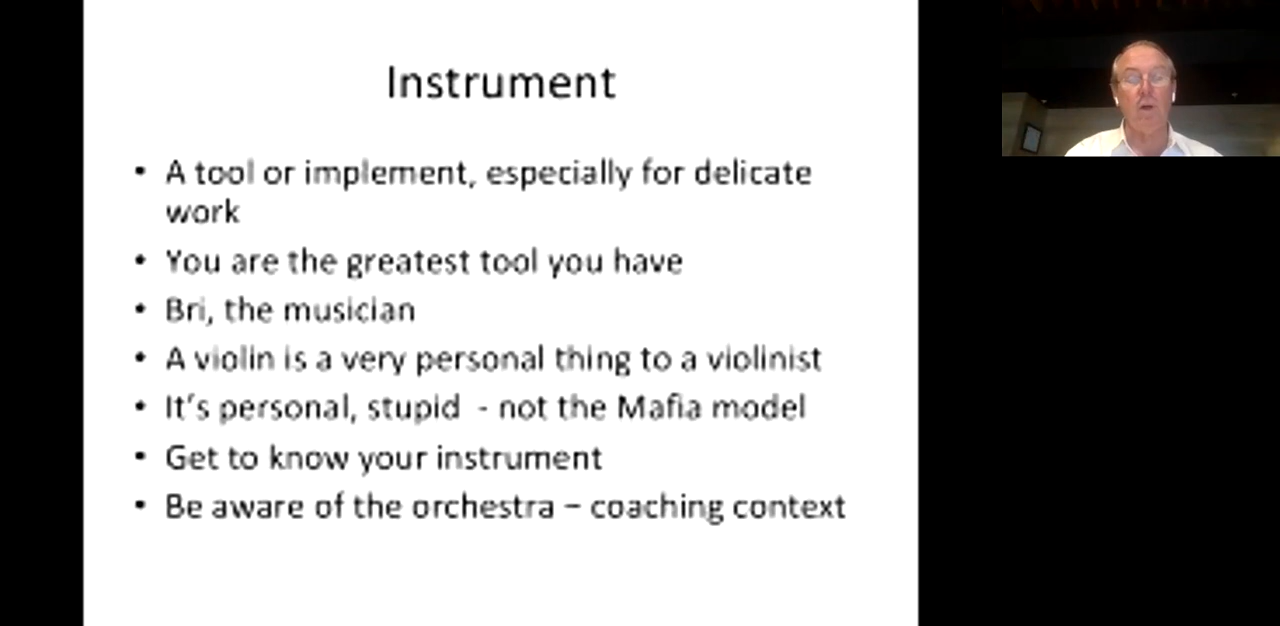 Instrument
• A tool or implement, especially for delicate
work
• You are the greatest tool you have
• Bri, the musician
• A violin is a very personal thing to a violinist
• It's personal, stupid  - not the Mafia model
• Get to know your instrument
• Be aware of the orchestra – coaching context